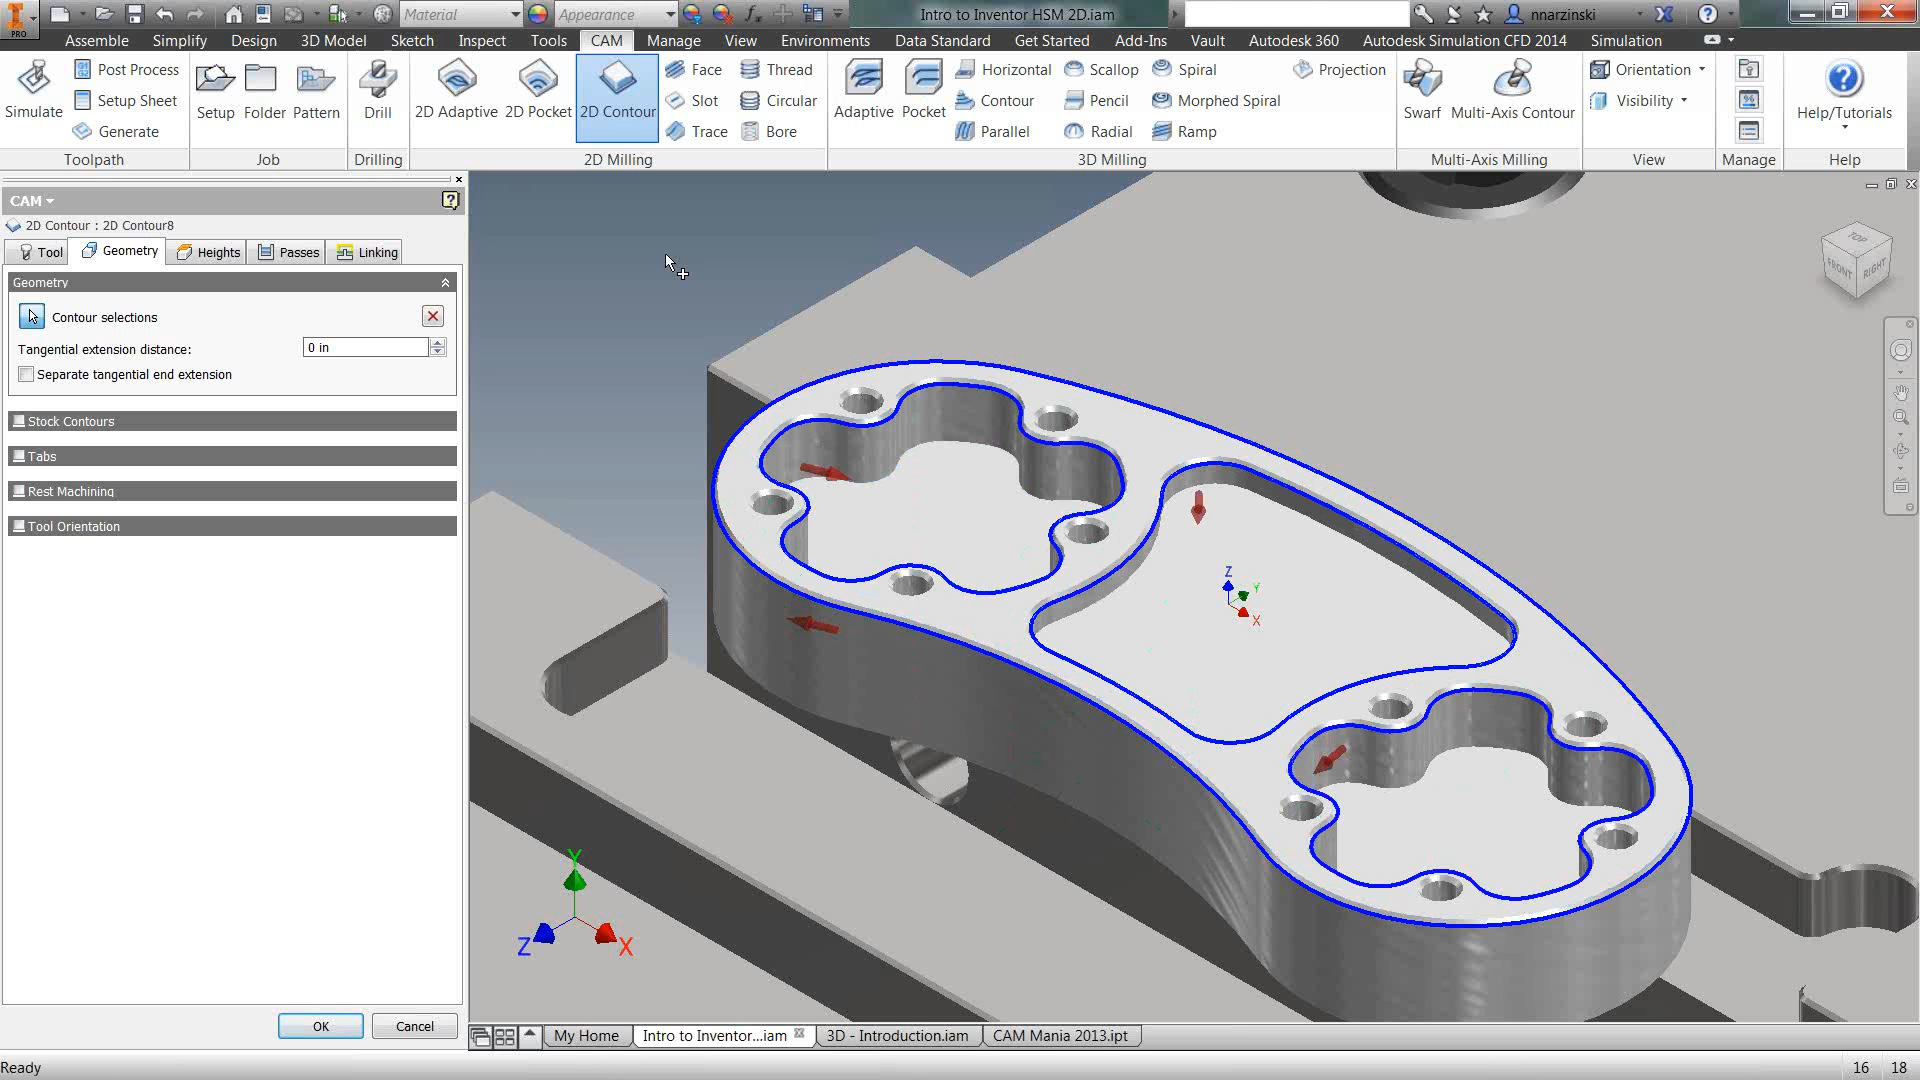 Material
Appearance
Intro to Inventor HSM 2D.iam
nnarzinski
PRO
Assemble Simplify Design 3D Model Sketch Inspect Tools CAM Manage View Environments Data Standard Get Started Add-Ins Vault Autodesk 360 Autodesk Simulation CFD 2014 Simulation
Simulate
Post Process
Setup Sheet
Generate
Toolpath
Setup Folder Pattern
Job
Drill
Drilling
2D Adaptive 2D Pocket 2D Contour
Face
Slot
Trace
Thread
Circular
Bore
2D Milling
Adaptive Pocket
Horizontal
Contour
Parallel
Scallop
Pencil
Radial
Spiral
Morphed Spiral
Ramp
Projection
3D Milling
Swarf Multi-Axis Contour
Multi-Axis Milling
Orientation
Visibility
View
Manage
Help/Tutorials
Help
CAM
2D Contour : 2D Contour8
Tool Geometry Heights Passes Linking
Geometry
Contour selections
Tangential extension distance: 0 in
Separate tangential end extension
Stock Contours
Tabs
Rest Machining
Tool Orientation
OK Cancel
TOP
FRONT RIGHT
Z
Y
X
Y
Z
X
My Home Intro to Inventor...iam 3D - Introduction.iam CAM Mania 2013.ipt
Ready
16 18